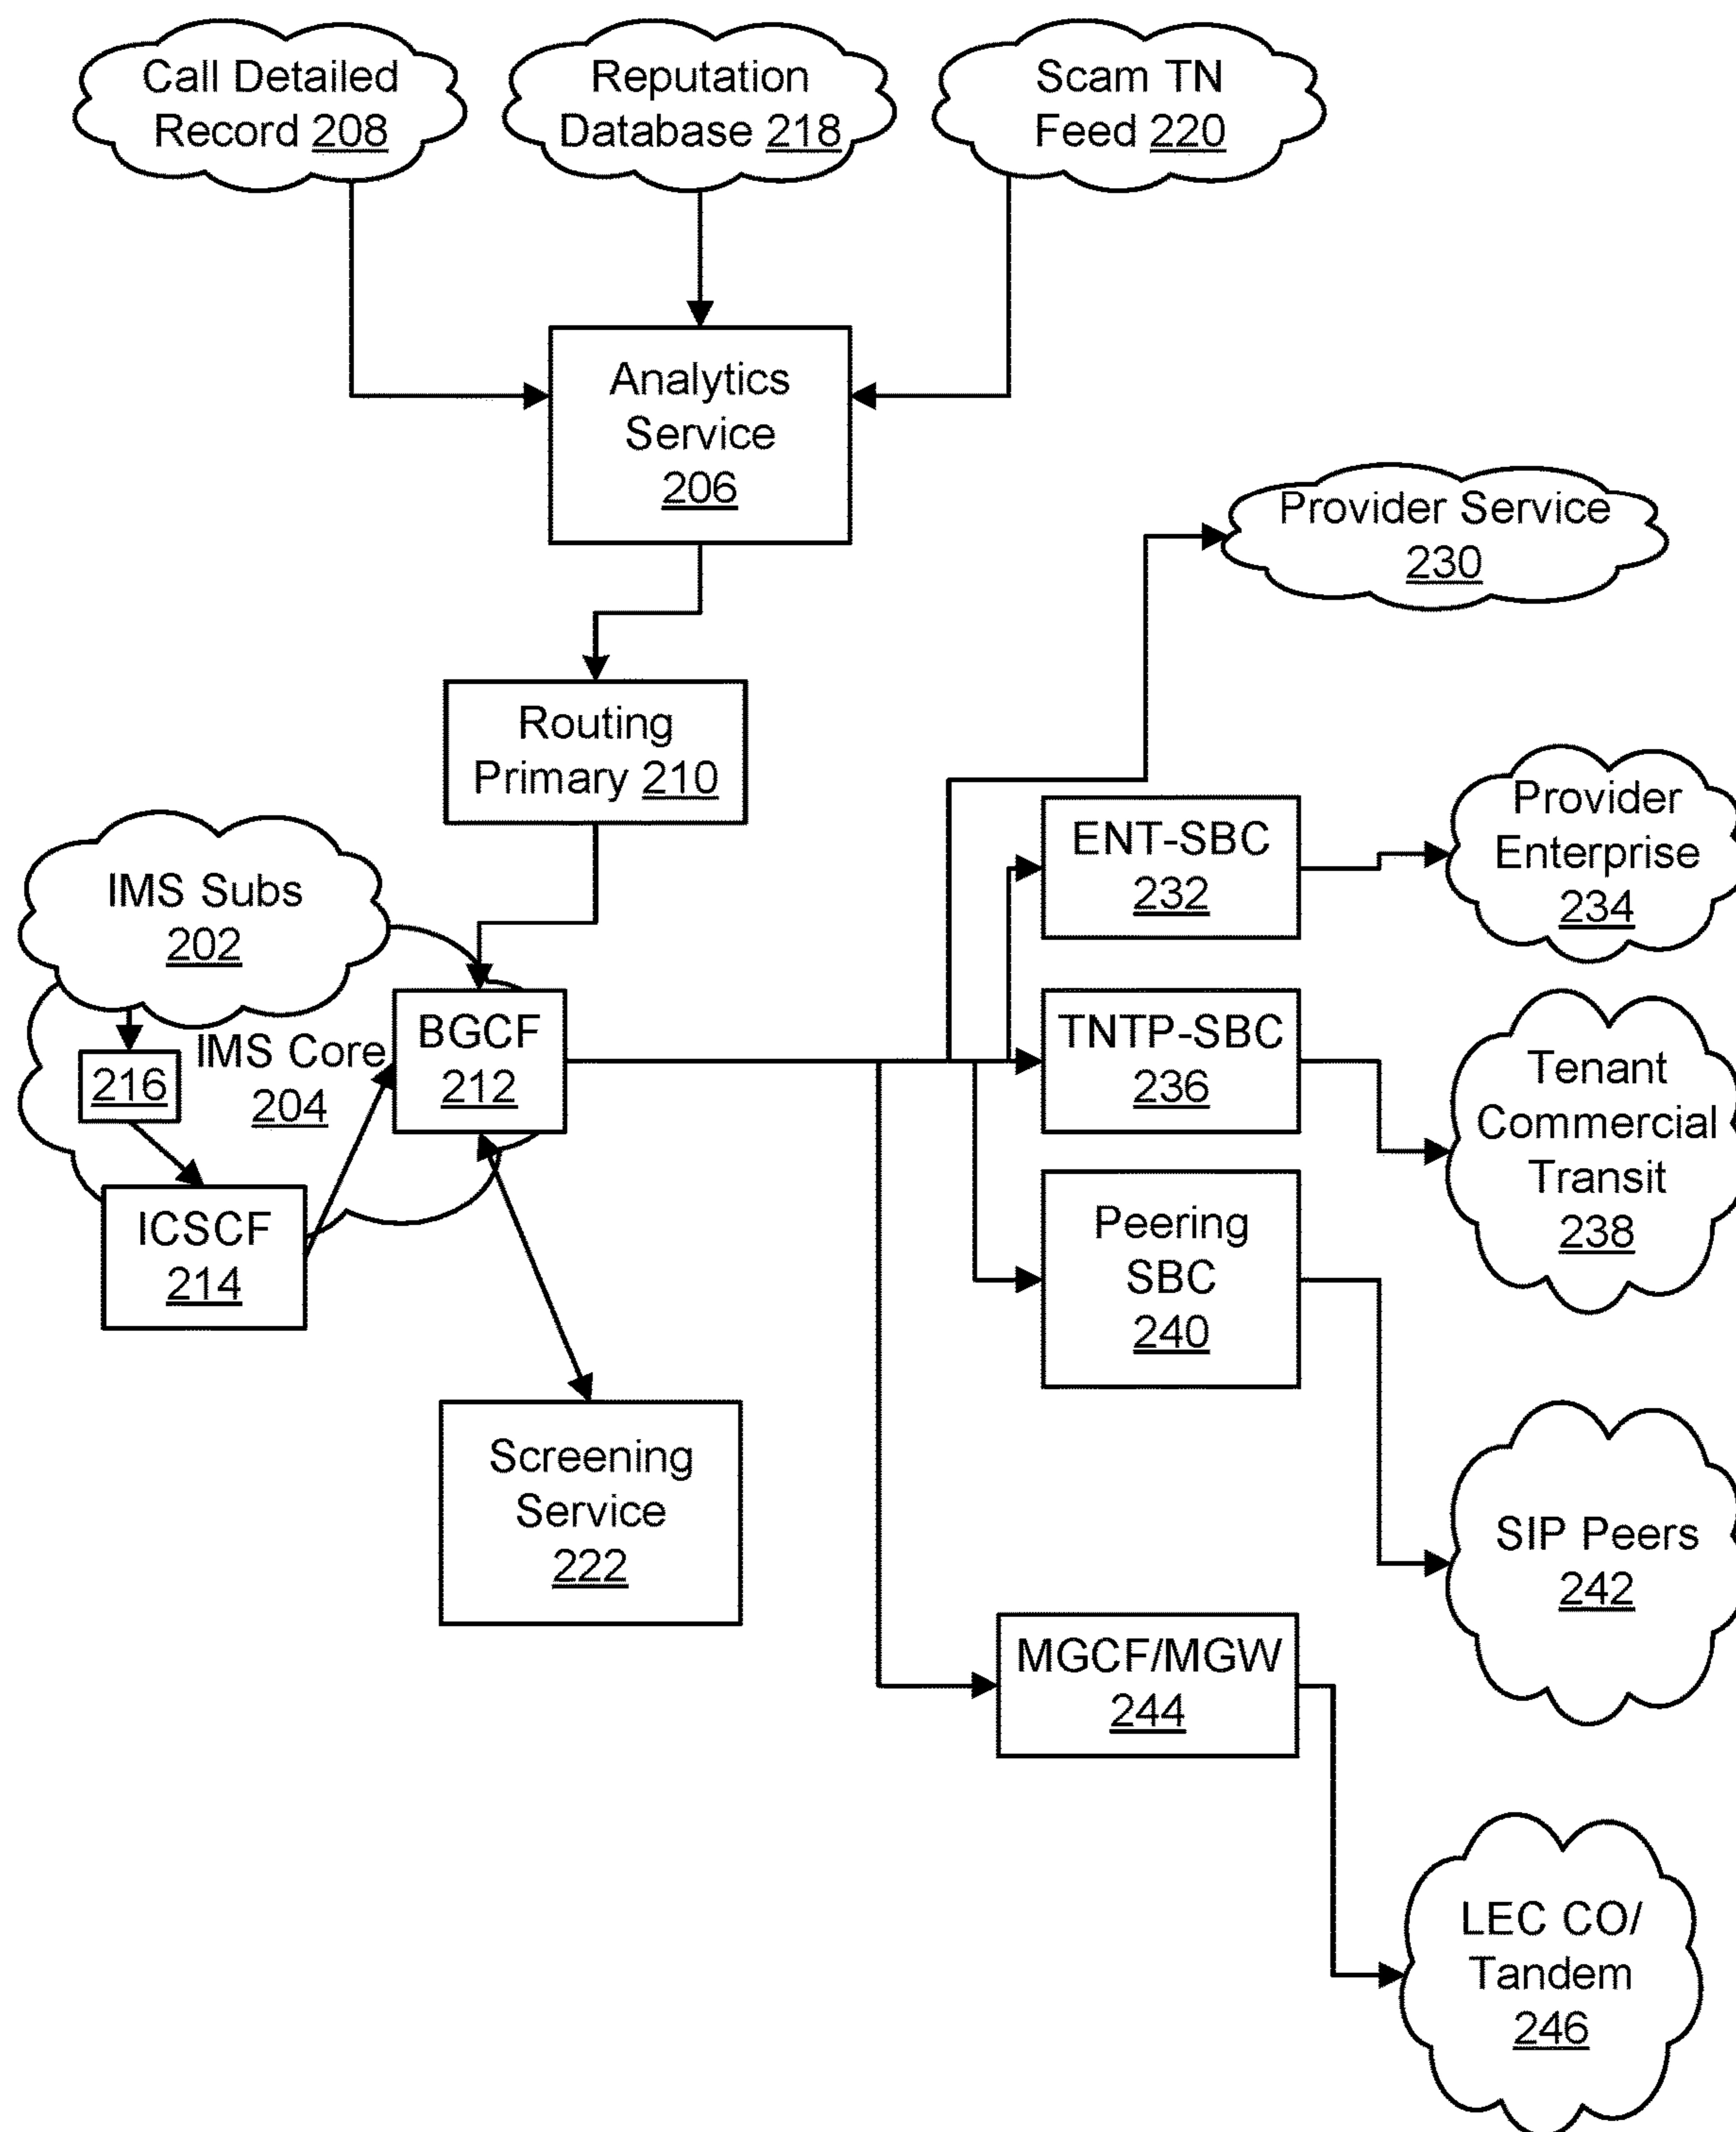 Call Detailed
Record 208
Reputation
Database 218
Scam TN
Feed 220
Analytics
Service
206
Provider Service
230
Routing
Primary 210
ENT-SBC
232
Provider
Enterprise
234
IMS Subs
202
216
IMS Core
204
BGCF
212
TNTP-SBC
236
Tenant
Commercial
Transit
238
ICSCF
214
Peering
SBC
240
Screening
Service
222
SIP Peers
242
MGCF/MGW
244
LEC CO/
Tandem
246